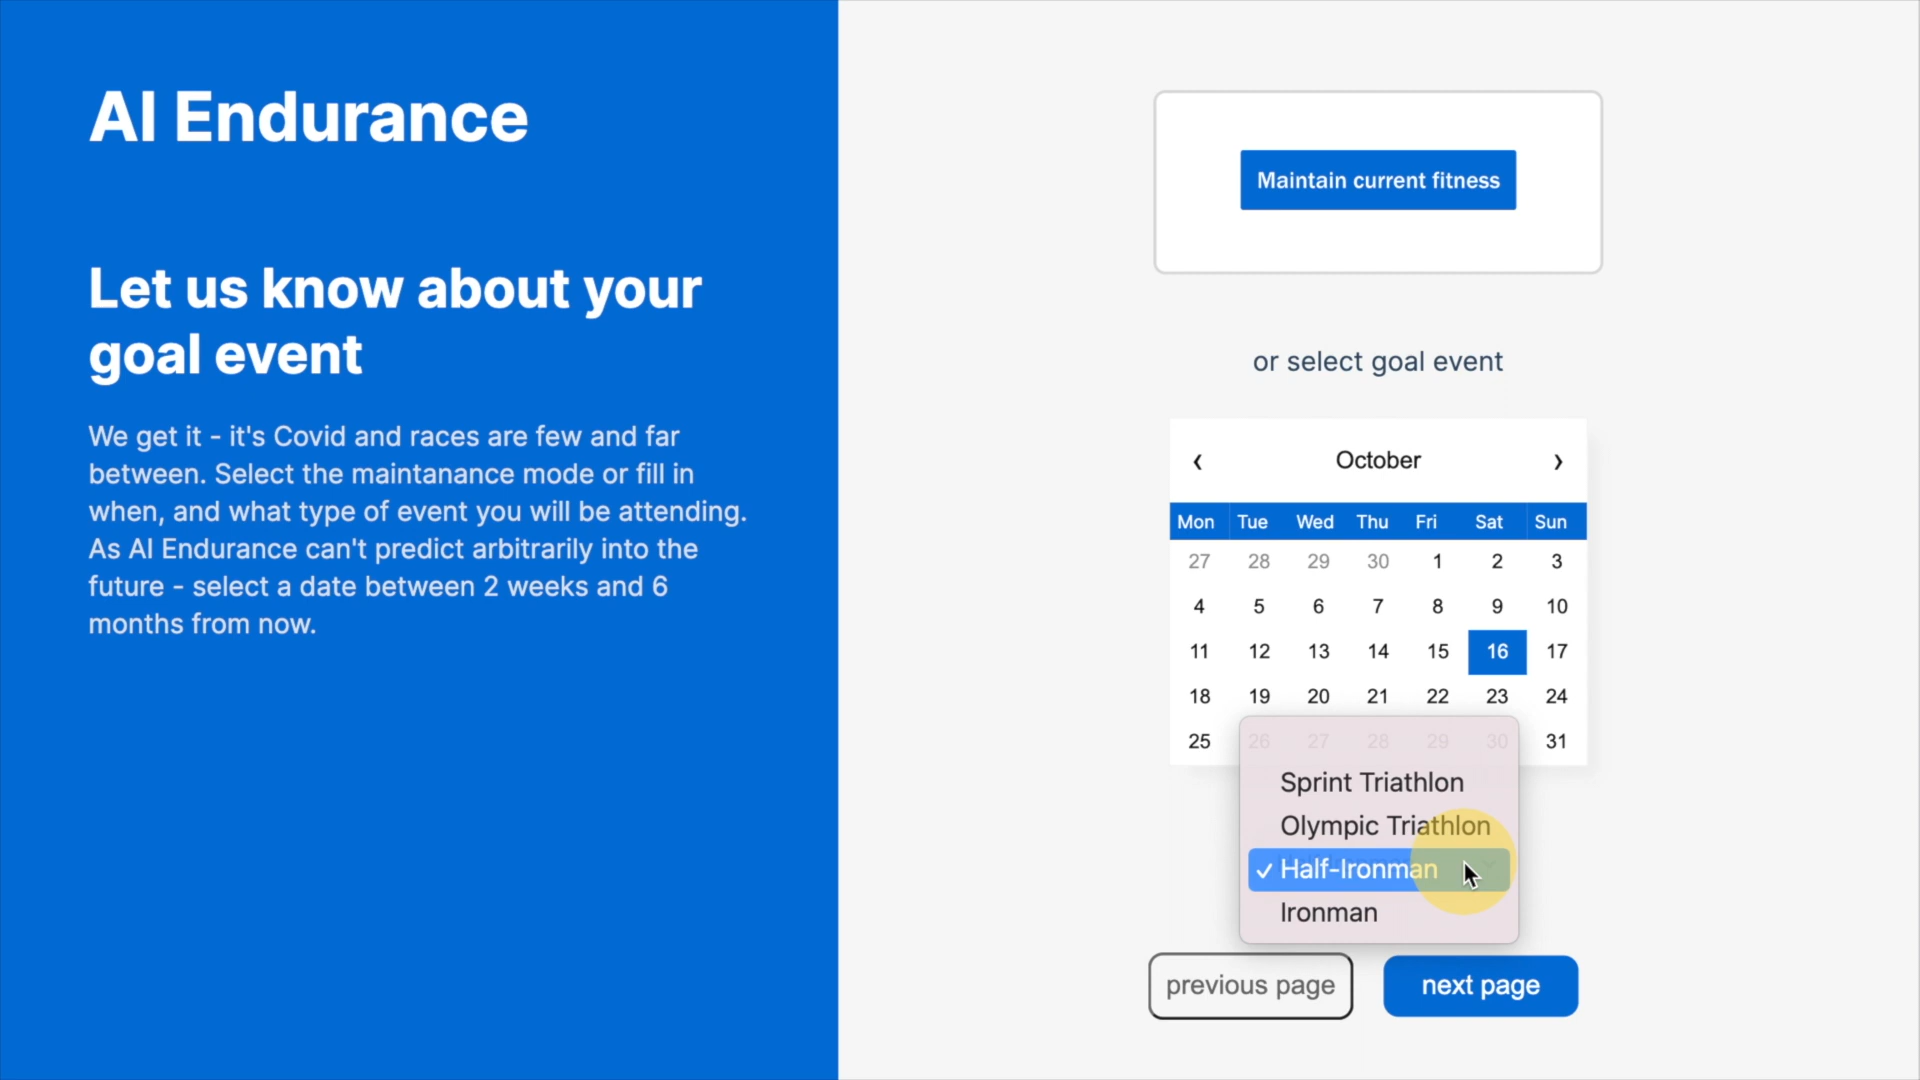 AI Endurance
Let us know about your
goal event
We get it - it's Covid and races are few and far
between. Select the maintanance mode or fill in
when, and what type of event you will be attending.
As AI Endurance can't predict arbitrarily into the
future - select a date between 2 weeks and 6
months from now.
Maintain current fitness
or select goal event
‹ October ›
Mon Tue Wed Thu Fri Sat Sun
27 28 29 30 1 2 3
4 5 6 7 8 9 10
11 12 13 14 15 16 17
18 19 20 21 22 23 24
25 26 27 28 29 30 31
Sprint Triathlon
Olympic Triathlon
✓ Half-Ironman
Ironman
previous page
next page